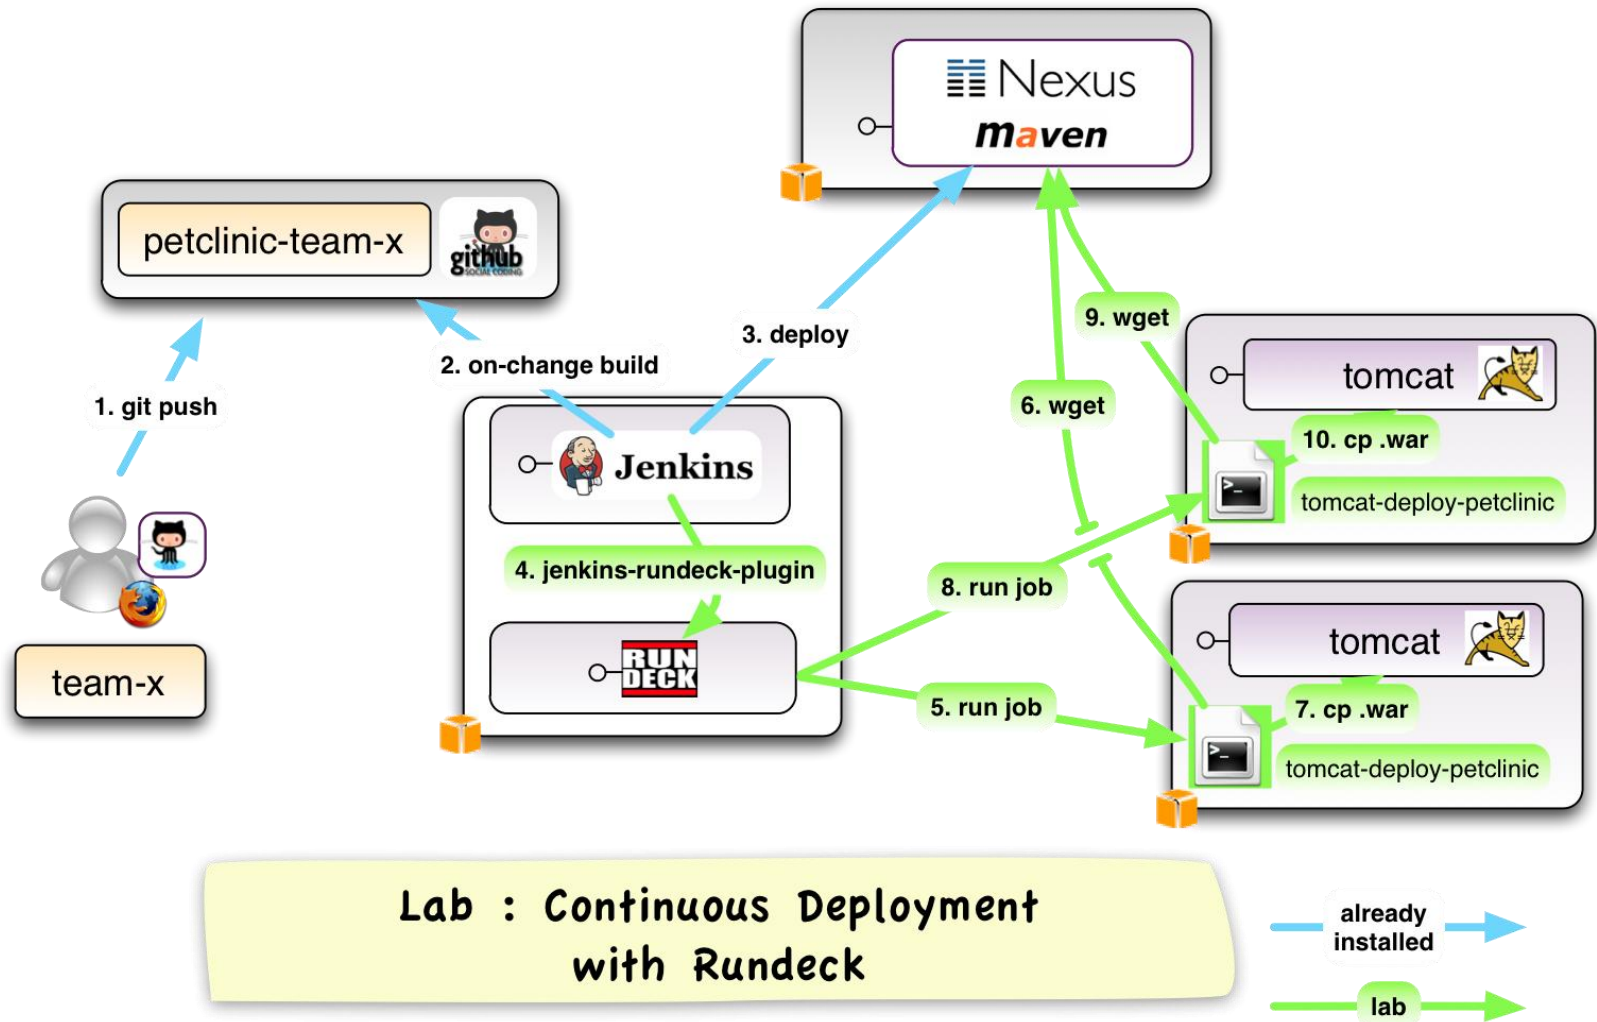 Nexus
maven
petclinic-team-x
github
SOCIAL CODING
1. git push
2. on-change build
3. deploy
9. wget
6. wget
tomcat
10. cp .war
>_
tomcat-deploy-petclinic
Jenkins
4. jenkins-rundeck-plugin
8. run job
RUN
DECK
5. run job
tomcat
7. cp .war
>_
tomcat-deploy-petclinic
team-x
Lab : Continuous Deployment
with Rundeck
already
installed
lab